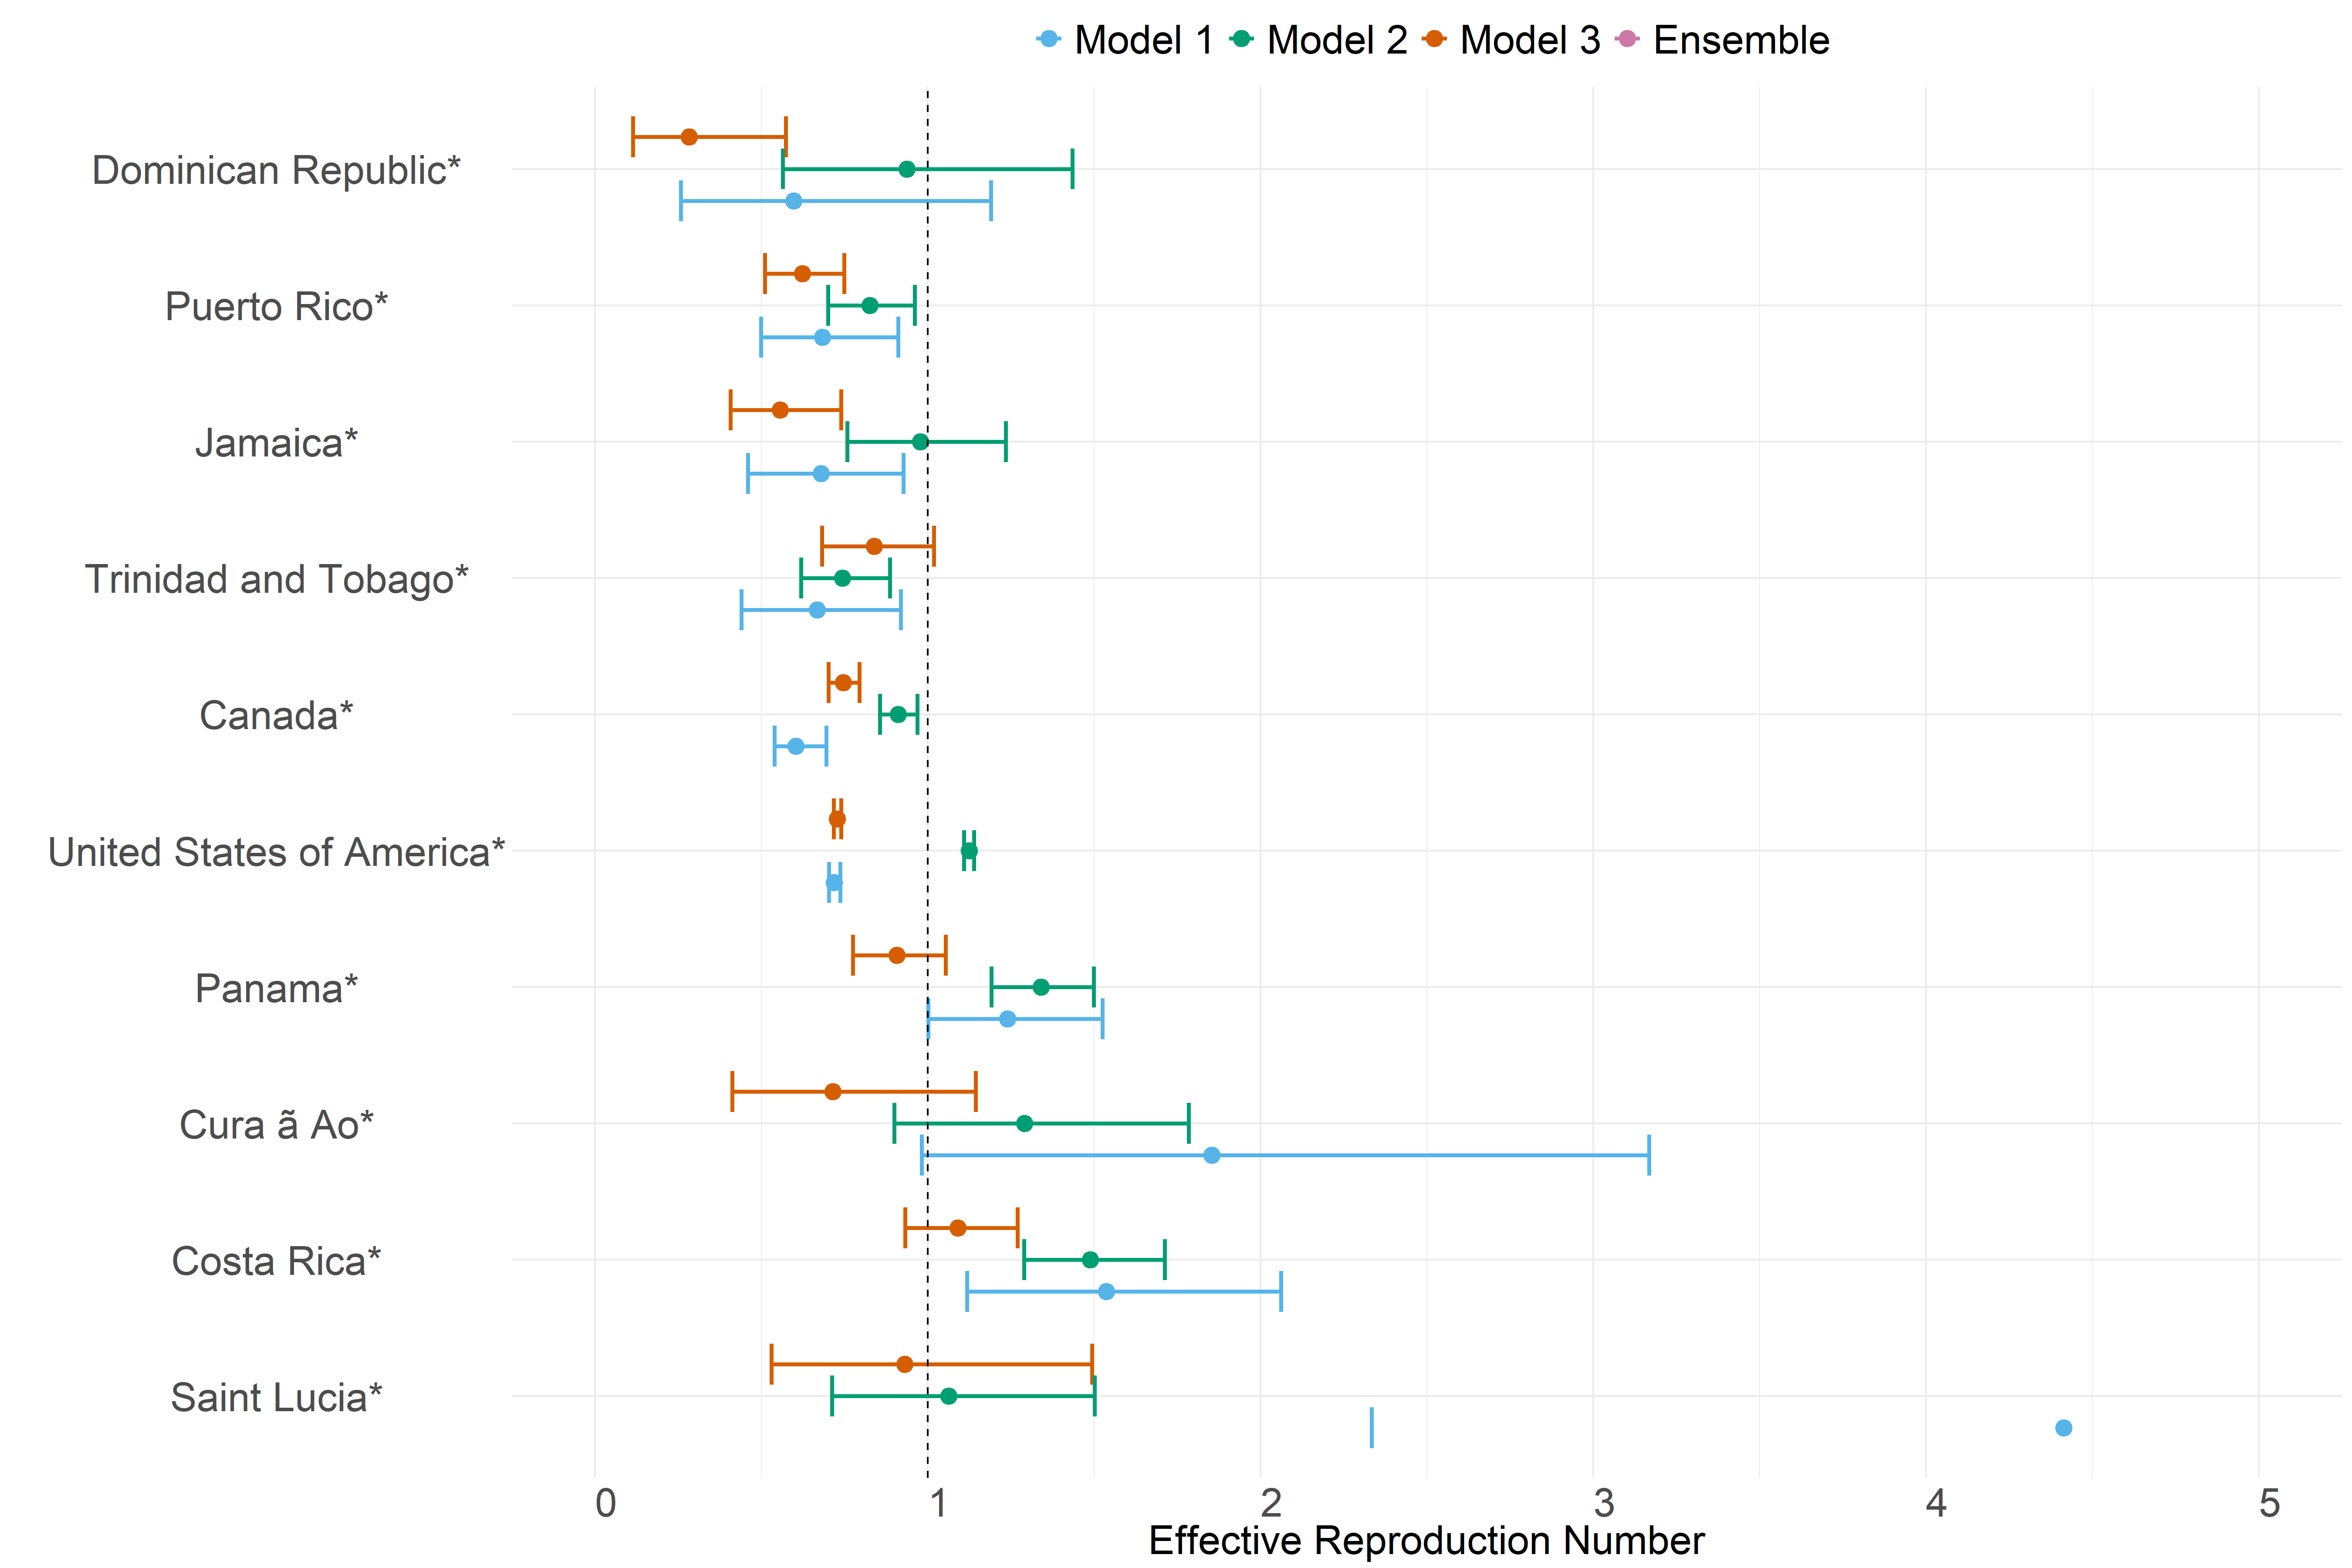 Model 1 Model 2 Model 3 Ensemble
Dominican Republic*
Puerto Rico*
Jamaica*
Trinidad and Tobago*
Canada*
United States of America*
Panama*
Cura ã Ao*
Costa Rica*
Saint Lucia*
0 1 2 3 4 5
Effective Reproduction Number